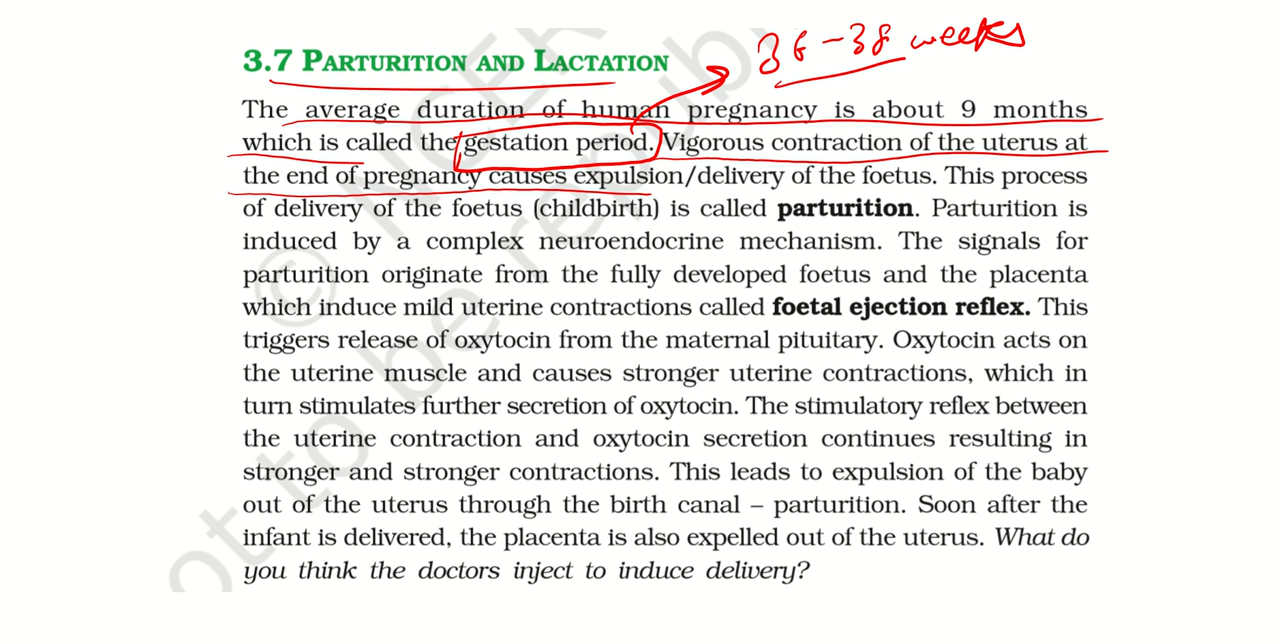 36-38 weeks
3.7 PARTURITION AND LACTATION
The average duration of human pregnancy is about 9 months
which is called the gestation period. Vigorous contraction of the uterus at
the end of pregnancy causes expulsion/delivery of the foetus. This process
of delivery of the foetus (childbirth) is called parturition. Parturition is
induced by a complex neuroendocrine mechanism. The signals for
parturition originate from the fully developed foetus and the placenta
which induce mild uterine contractions called foetal ejection reflex. This
triggers release of oxytocin from the maternal pituitary. Oxytocin acts on
the uterine muscle and causes stronger uterine contractions, which in
turn stimulates further secretion of oxytocin. The stimulatory reflex between
the uterine contraction and oxytocin secretion continues resulting in
stronger and stronger contractions. This leads to expulsion of the baby
out of the uterus through the birth canal – parturition. Soon after the
infant is delivered, the placenta is also expelled out of the uterus. What do
you think the doctors inject to induce delivery?